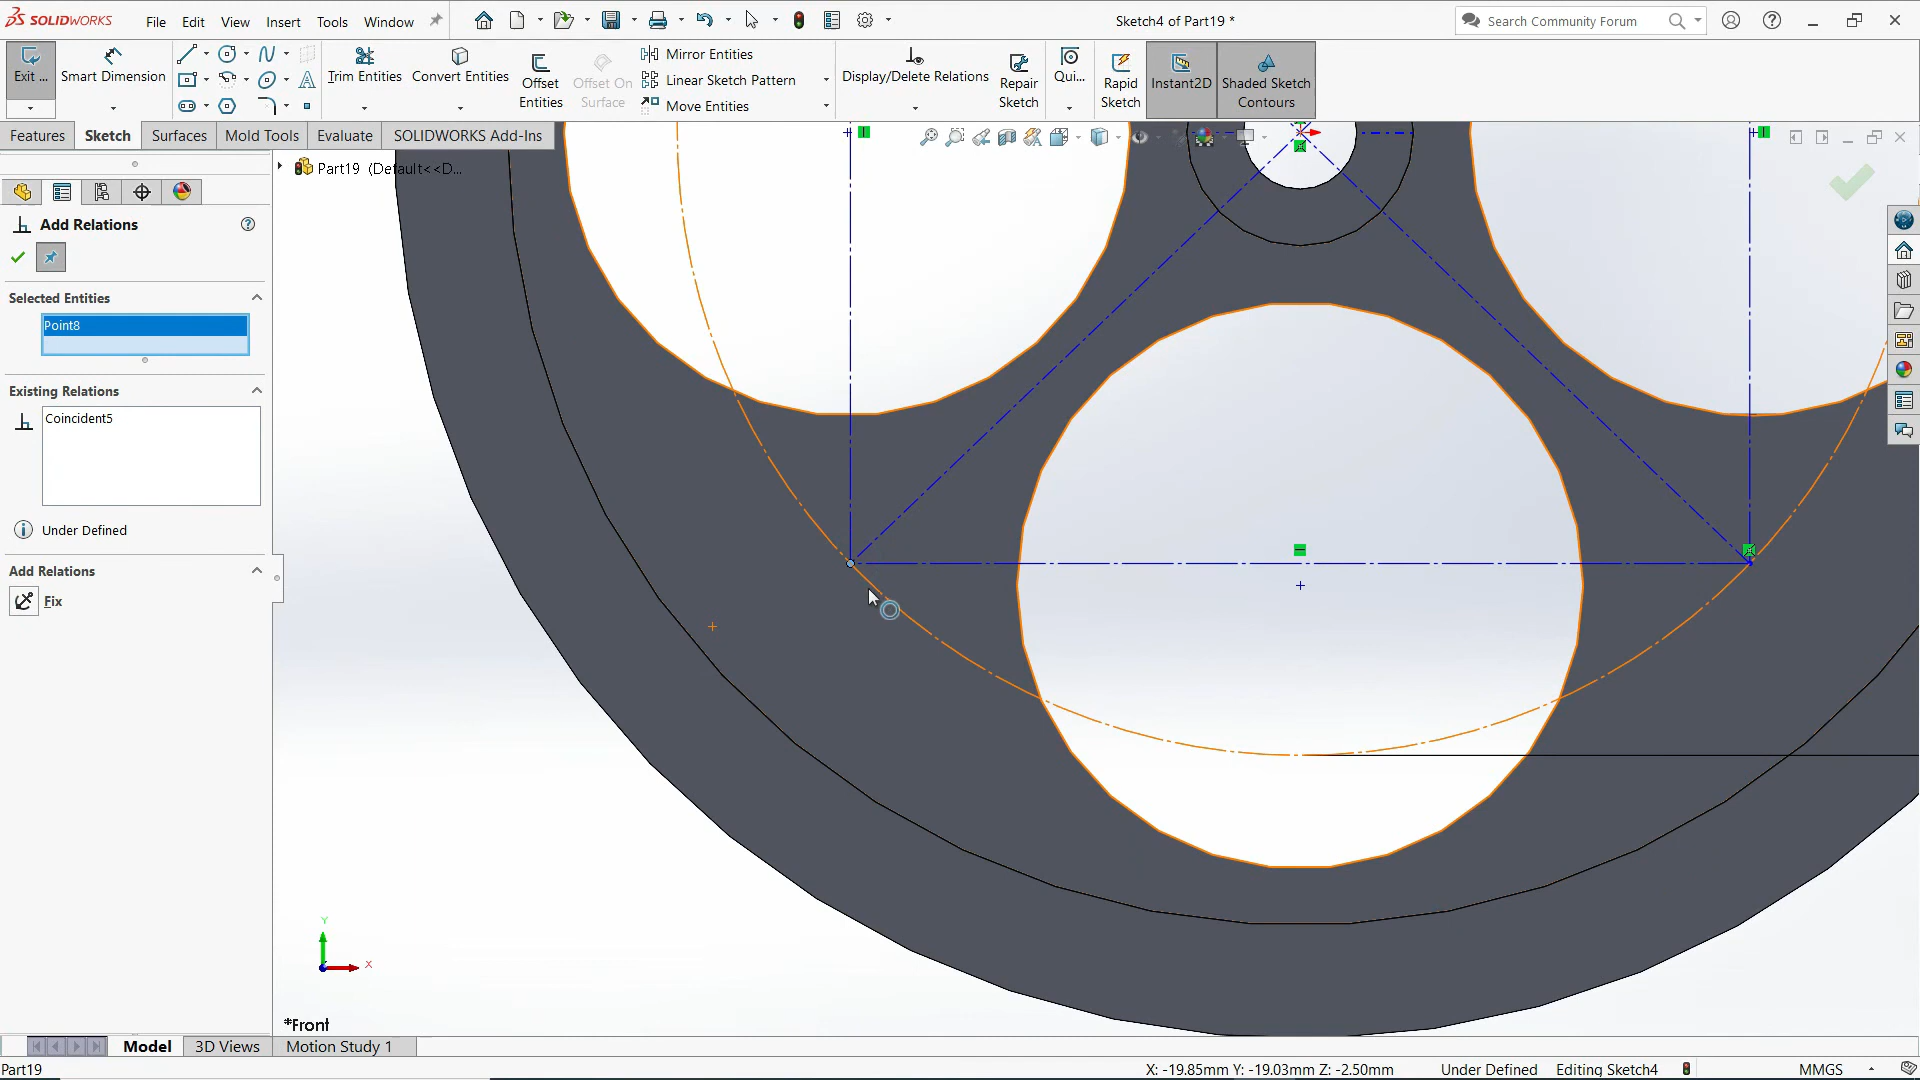 SOLIDWORKS
File Edit View Insert Tools Window
Sketch4 of Part19 *
Search Community Forum
Exit ...
Smart Dimension
Trim Entities
Convert Entities
Offset Entities
Offset On Surface
Mirror Entities
Linear Sketch Pattern
Move Entities
Display/Delete Relations
Repair Sketch
Qui...
Rapid Sketch
Instant2D
Shaded Sketch Contours
Features Sketch Surfaces Mold Tools Evaluate SOLIDWORKS Add-Ins
Part19 (Default<<D...
Add Relations
Selected Entities
Point8
Existing Relations
Coincident5
Under Defined
Add Relations
Fix
Y
X
*Front
Model 3D Views Motion Study 1
Part19
X: -19.85mm Y: -19.03mm Z: -2.50mm Under Defined Editing Sketch4 MMGS